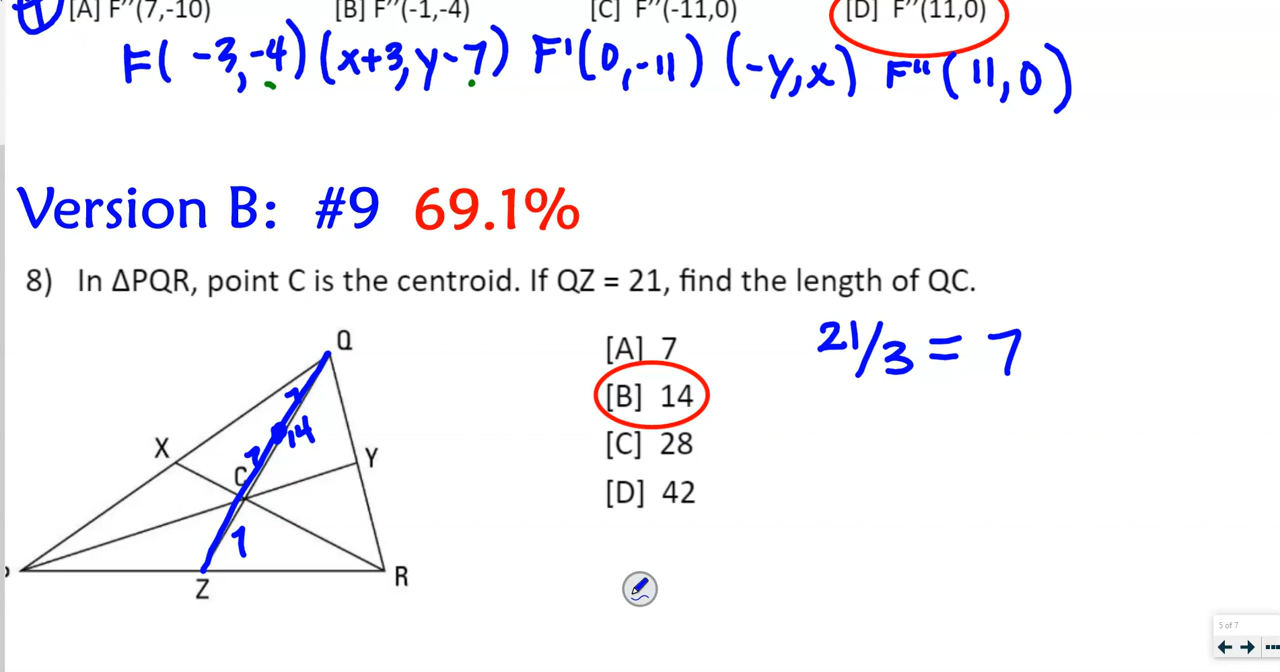 [A] F''(7,-10) [B] F''(-1,-4) [C] F''(-11,0) [D] F''(11,0)
F(-3,-4) (x+3, y-7) F'(0,-11) (-y,x) F"(11,0)
Version B: #9 69.1%
8) In ΔPQR, point C is the centroid. If QZ = 21, find the length of QC.
21/3 = 7
[A] 7
[B] 14
[C] 28
[D] 42
Q
7
14
X
7
Y
C
7
Z
R
5 of 7